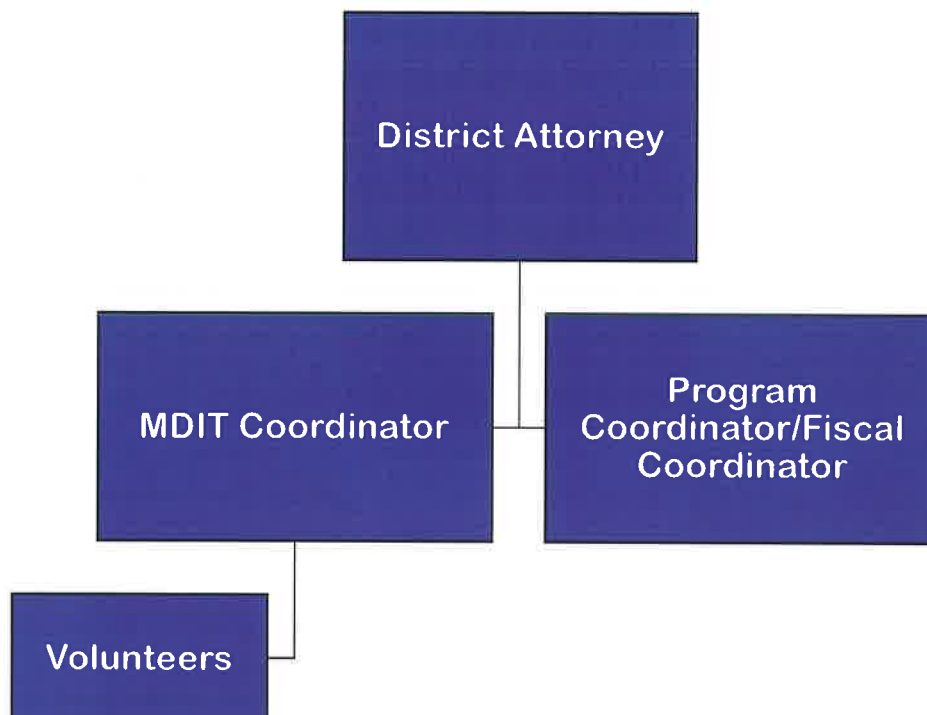 District Attorney
MDIT Coordinator
Program
Coordinator/Fiscal
Coordinator
Volunteers